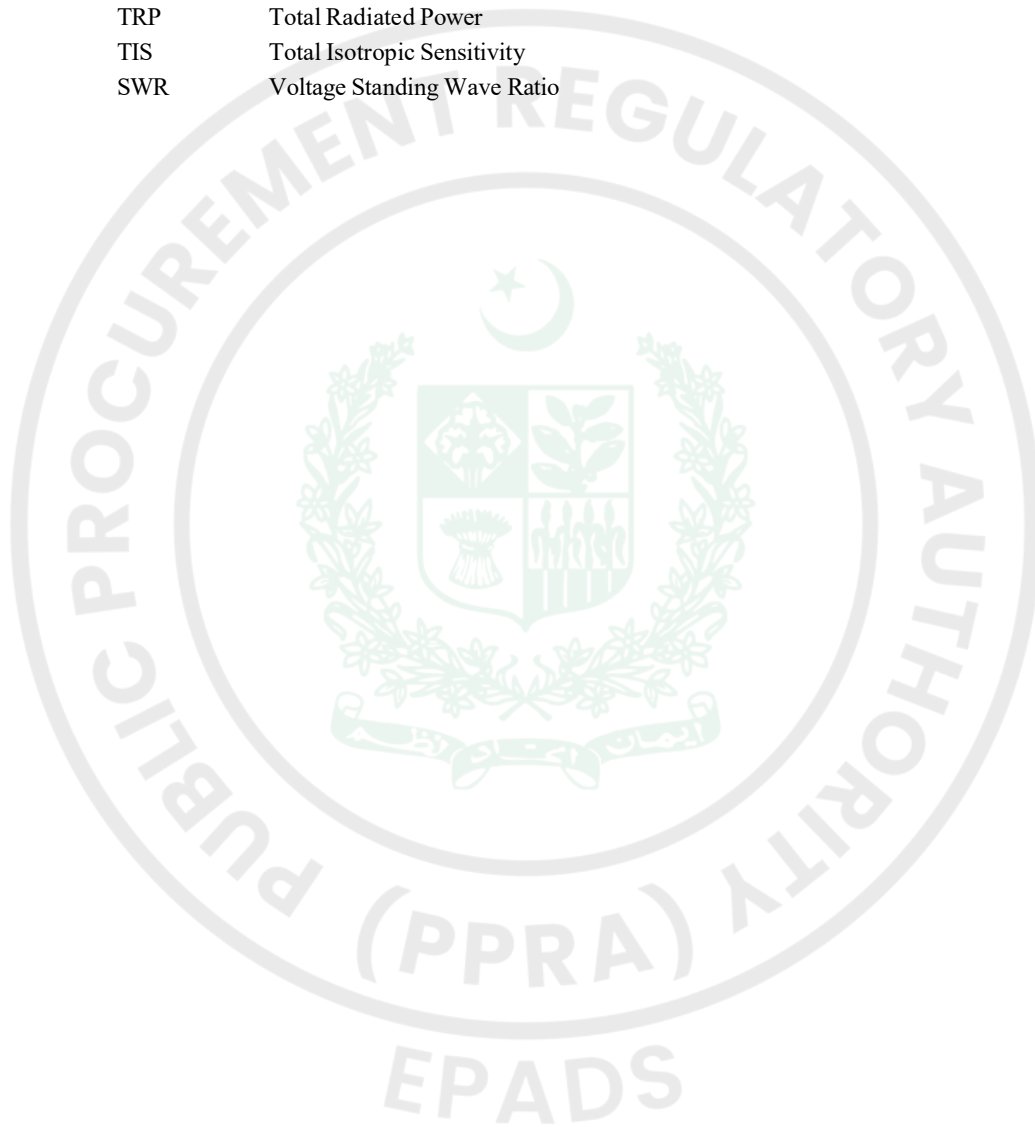 TRP Total Radiated Power
TIS Total Isotropic Sensitivity
SWR Voltage Standing Wave Ratio
PUBLIC PROCUREMENT REGULATORY AUTHORITY
(PPRA)
EPADS